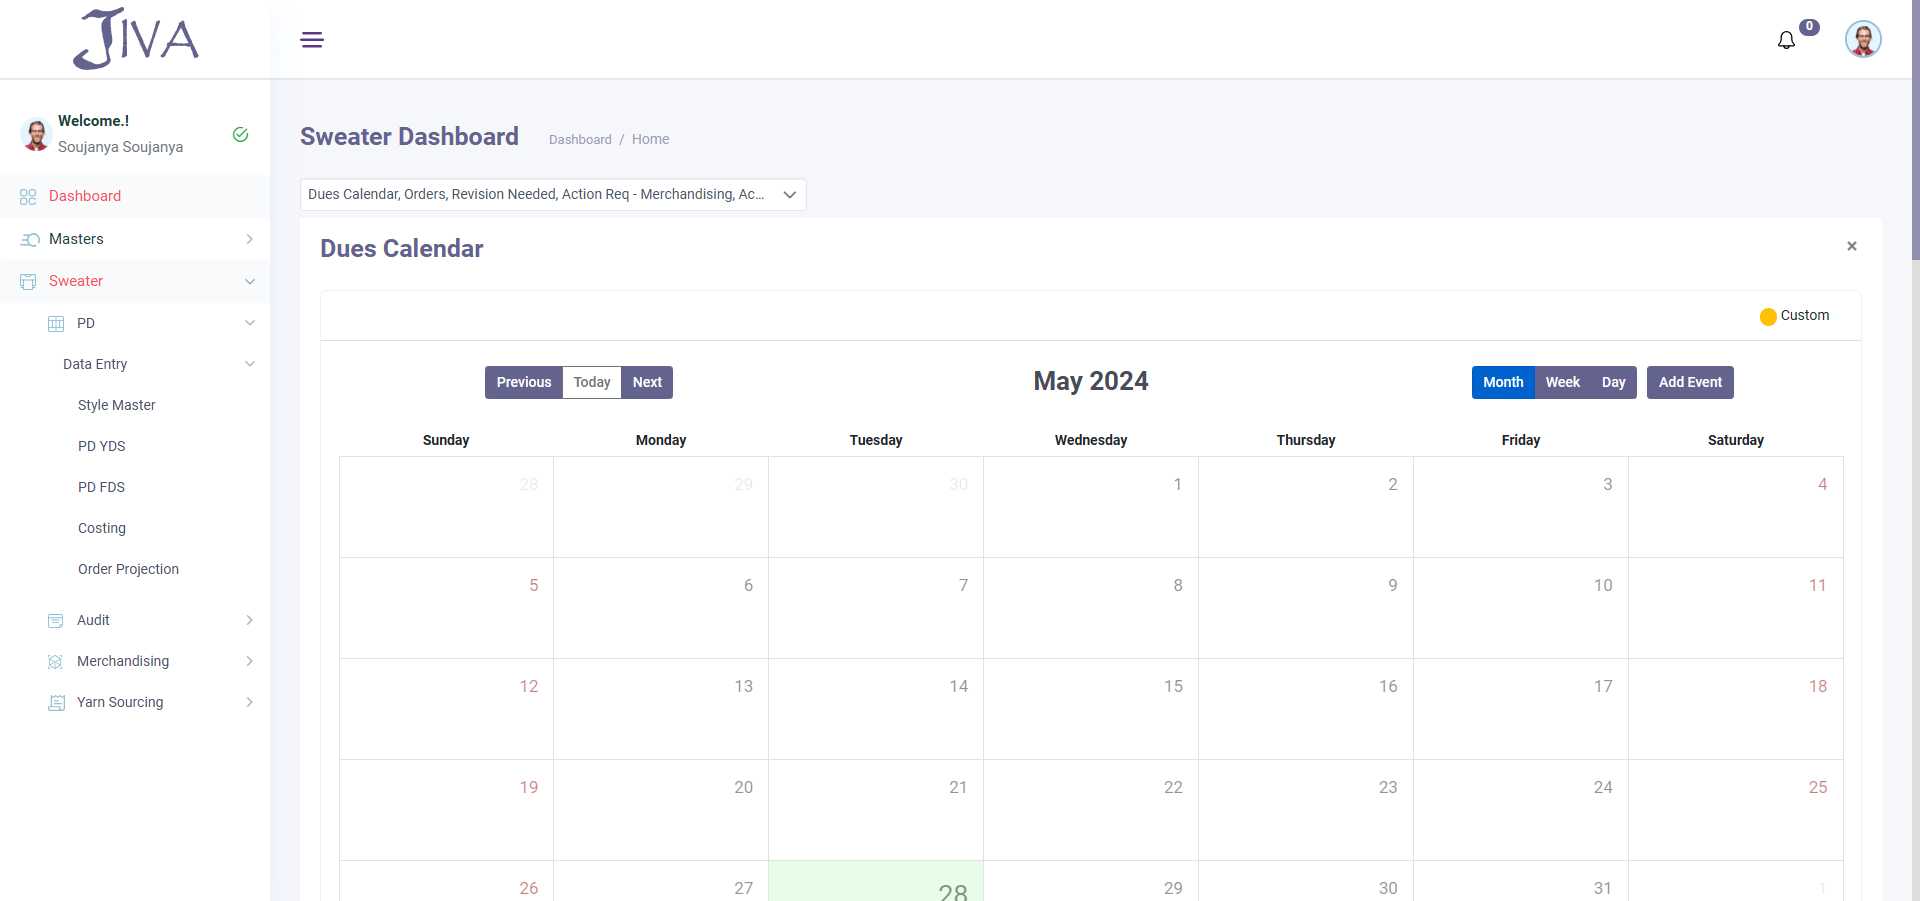 JIVA
0
Welcome.!
Soujanya Soujanya
Dashboard
Masters
Sweater
PD
Data Entry
Style Master
PD YDS
PD FDS
Costing
Order Projection
Audit
Merchandising
Yarn Sourcing
Sweater Dashboard
Dashboard / Home
Dues Calendar, Orders, Revision Needed, Action Req - Merchandising, Ac...
Dues Calendar
×
Custom
Previous Today Next
May 2024
Month Week Day Add Event
Sunday Monday Tuesday Wednesday Thursday Friday Saturday
28 29 30 1 2 3 4
5 6 7 8 9 10 11
12 13 14 15 16 17 18
19 20 21 22 23 24 25
26 27 28 29 30 31 1